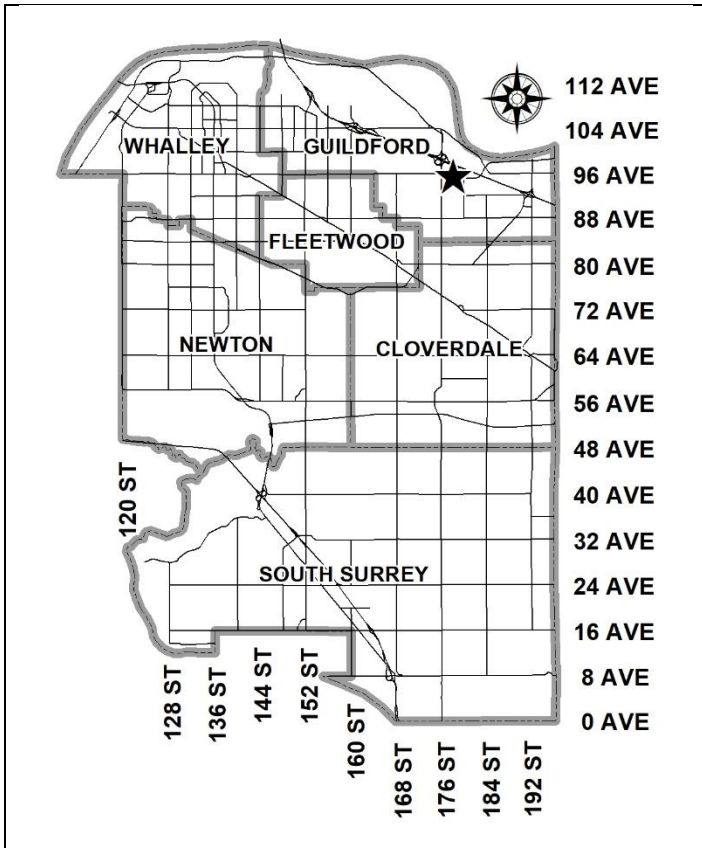 112 AVE
104 AVE
WHALLEY
GUILDFORD
96 AVE
88 AVE
FLEETWOOD
80 AVE
72 AVE
NEWTON
CLOVERDALE
64 AVE
56 AVE
48 AVE
120 ST
40 AVE
32 AVE
SOUTH SURREY
24 AVE
16 AVE
8 AVE
0 AVE
128 ST
136 ST
144 ST
152 ST
160 ST
168 ST
176 ST
184 ST
192 ST